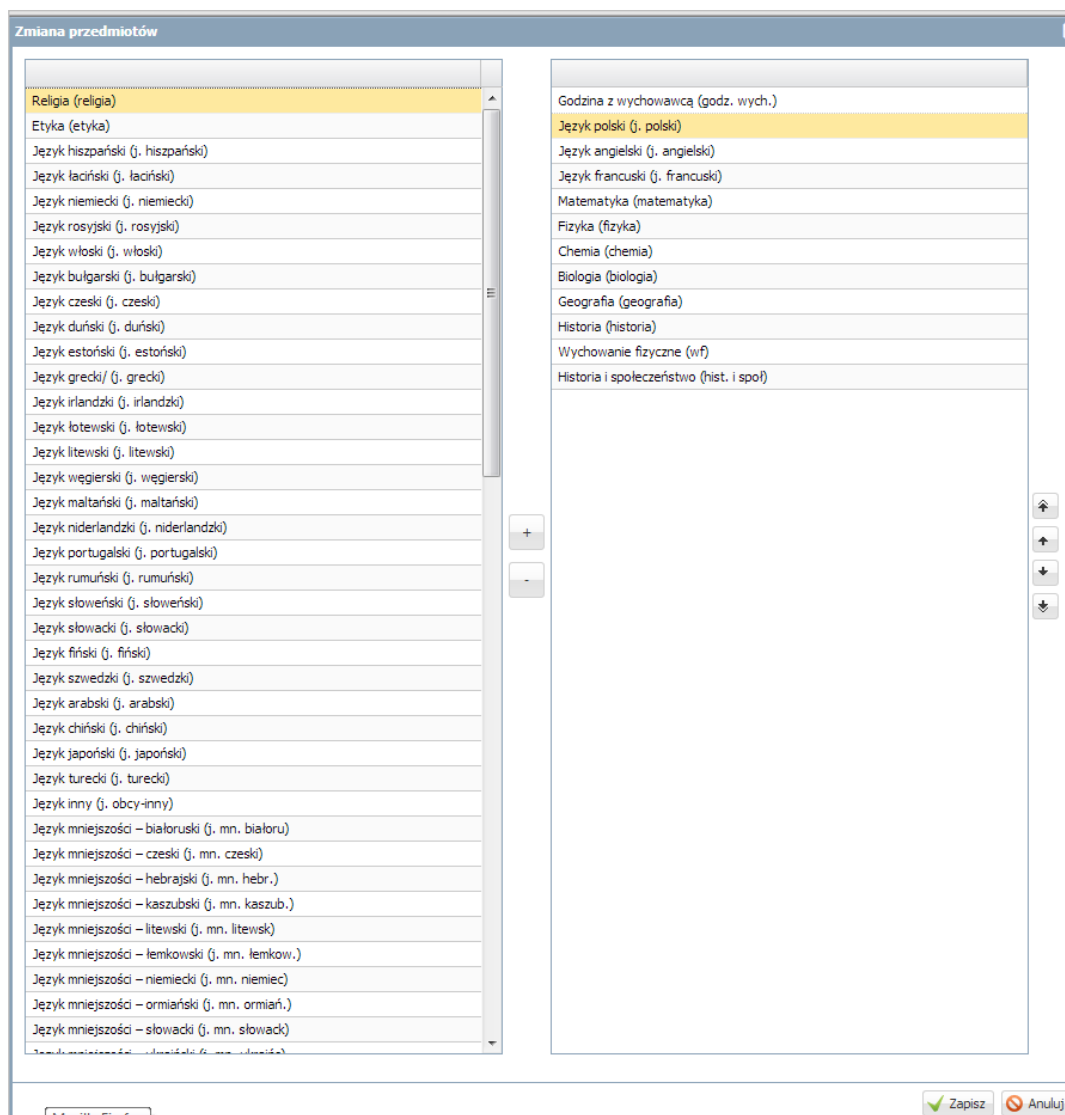 Zmiana przedmiotów
Religia (religia)
Etyka (etyka)
Język hiszpański (j. hiszpański)
Język łaciński (j. łaciński)
Język niemiecki (j. niemiecki)
Język rosyjski (j. rosyjski)
Język włoski (j. włoski)
Język bułgarski (j. bułgarski)
Język czeski (j. czeski)
Język duński (j. duński)
Język estoński (j. estoński)
Język grecki/ (j. grecki)
Język irlandzki (j. irlandzki)
Język łotewski (j. łotewski)
Język litewski (j. litewski)
Język węgierski (j. węgierski)
Język maltański (j. maltański)
Język niderlandzki (j. niderlandzki)
Język portugalski (j. portugalski)
Język rumuński (j. rumuński)
Język słoweński (j. słoweński)
Język słowacki (j. słowacki)
Język fiński (j. fiński)
Język szwedzki (j. szwedzki)
Język arabski (j. arabski)
Język chiński (j. chiński)
Język japoński (j. japoński)
Język turecki (j. turecki)
Język inny (j. obcy-inny)
Język mniejszości – białoruski (j. mn. białoru)
Język mniejszości – czeski (j. mn. czeski)
Język mniejszości – hebrajski (j. mn. hebr.)
Język mniejszości – kaszubski (j. mn. kaszub.)
Język mniejszości – litewski (j. mn. litewsk)
Język mniejszości – łemkowski (j. mn. łemkow.)
Język mniejszości – niemiecki (j. mn. niemiec)
Język mniejszości – ormiański (j. mn. ormiań.)
Język mniejszości – słowacki (j. mn. słowack)
+
-
Godzina z wychowawcą (godz. wych.)
Język polski (j. polski)
Język angielski (j. angielski)
Język francuski (j. francuski)
Matematyka (matematyka)
Fizyka (fizyka)
Chemia (chemia)
Biologia (biologia)
Geografia (geografia)
Historia (historia)
Wychowanie fizyczne (wf)
Historia i społeczeństwo (hist. i społ)
Zapisz
Anuluj